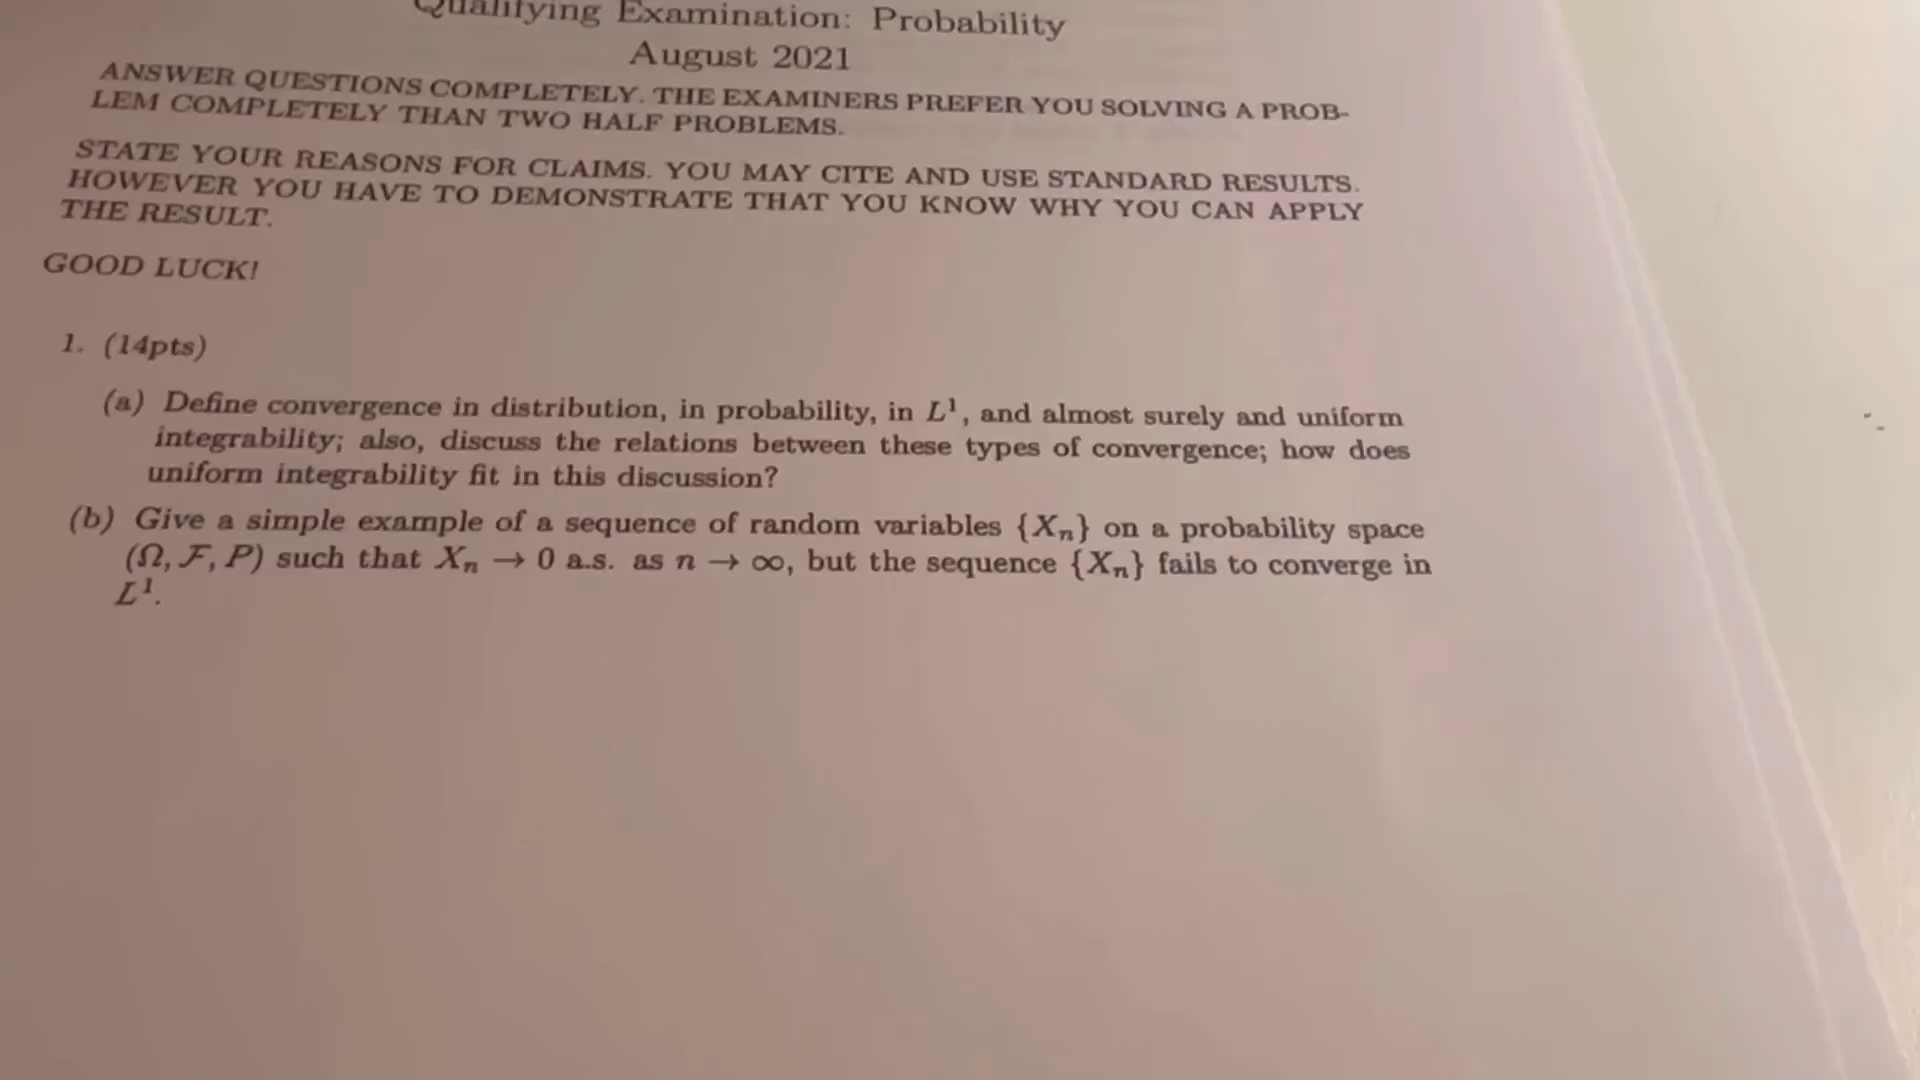 Qualifying Examination: Probability
August 2021
ANSWER QUESTIONS COMPLETELY. THE EXAMINERS PREFER YOU SOLVING A PROB-
LEM COMPLETELY THAN TWO HALF PROBLEMS.
STATE YOUR REASONS FOR CLAIMS. YOU MAY CITE AND USE STANDARD RESULTS.
HOWEVER YOU HAVE TO DEMONSTRATE THAT YOU KNOW WHY YOU CAN APPLY
THE RESULT.
GOOD LUCK!
1. (14pts)
(a) Define convergence in distribution, in probability, in L¹, and almost surely and uniform
integrability; also, discuss the relations between these types of convergence; how does
uniform integrability fit in this discussion?
(b) Give a simple example of a sequence of random variables {Xₙ} on a probability space
(Ω, ℱ, P) such that Xₙ → 0 a.s. as n → ∞, but the sequence {Xₙ} fails to converge in
L¹.